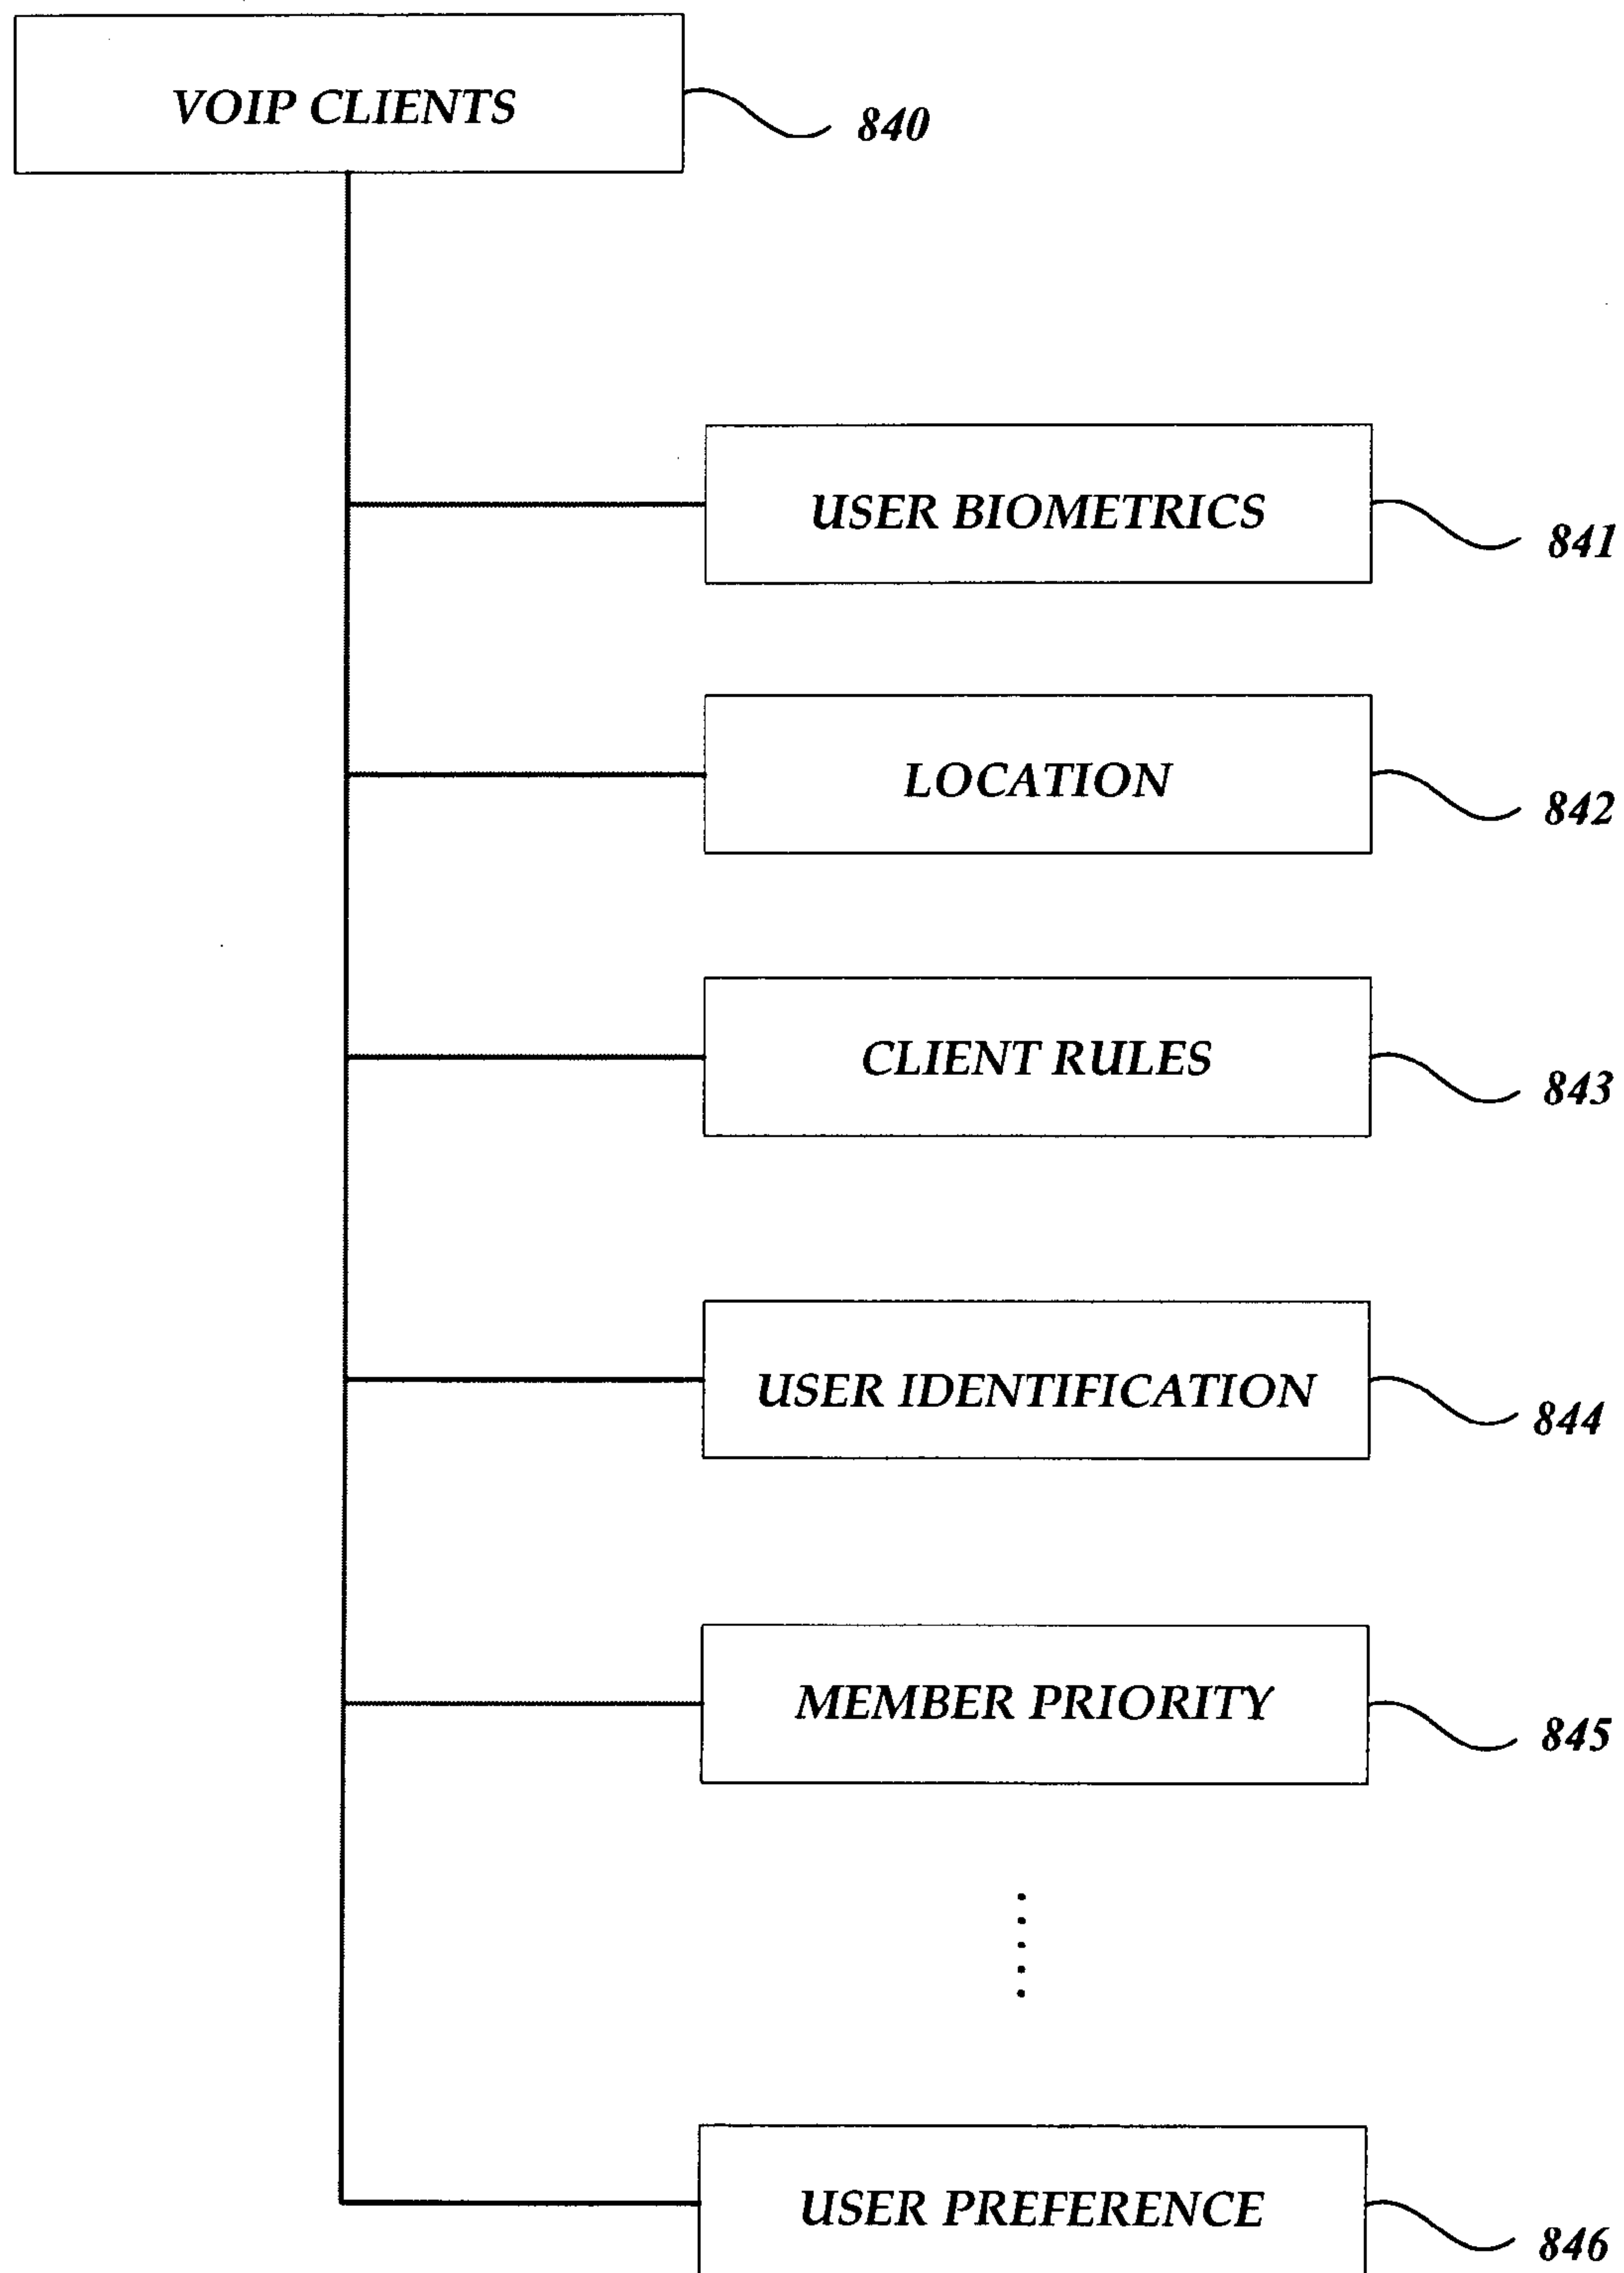 VOIP CLIENTS 840
USER BIOMETRICS 841
LOCATION 842
CLIENT RULES 843
USER IDENTIFICATION 844
MEMBER PRIORITY 845
USER PREFERENCE 846